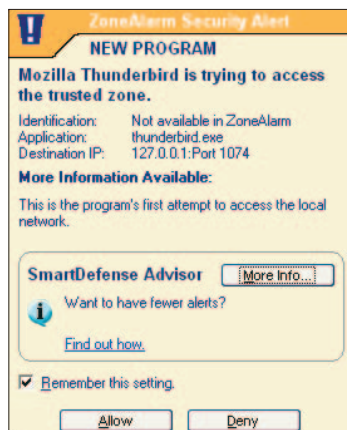 ZoneAlarm Security Alert
NEW PROGRAM
Mozilla Thunderbird is trying to access
the trusted zone.
Identification: Not available in ZoneAlarm
Application: thunderbird.exe
Destination IP: 127.0.0.1:Port 1074
More Information Available:
This is the program's first attempt to access the local
network.
SmartDefense Advisor More Info...
Want to have fewer alerts?
Find out how.
Remember this setting.
Allow Deny